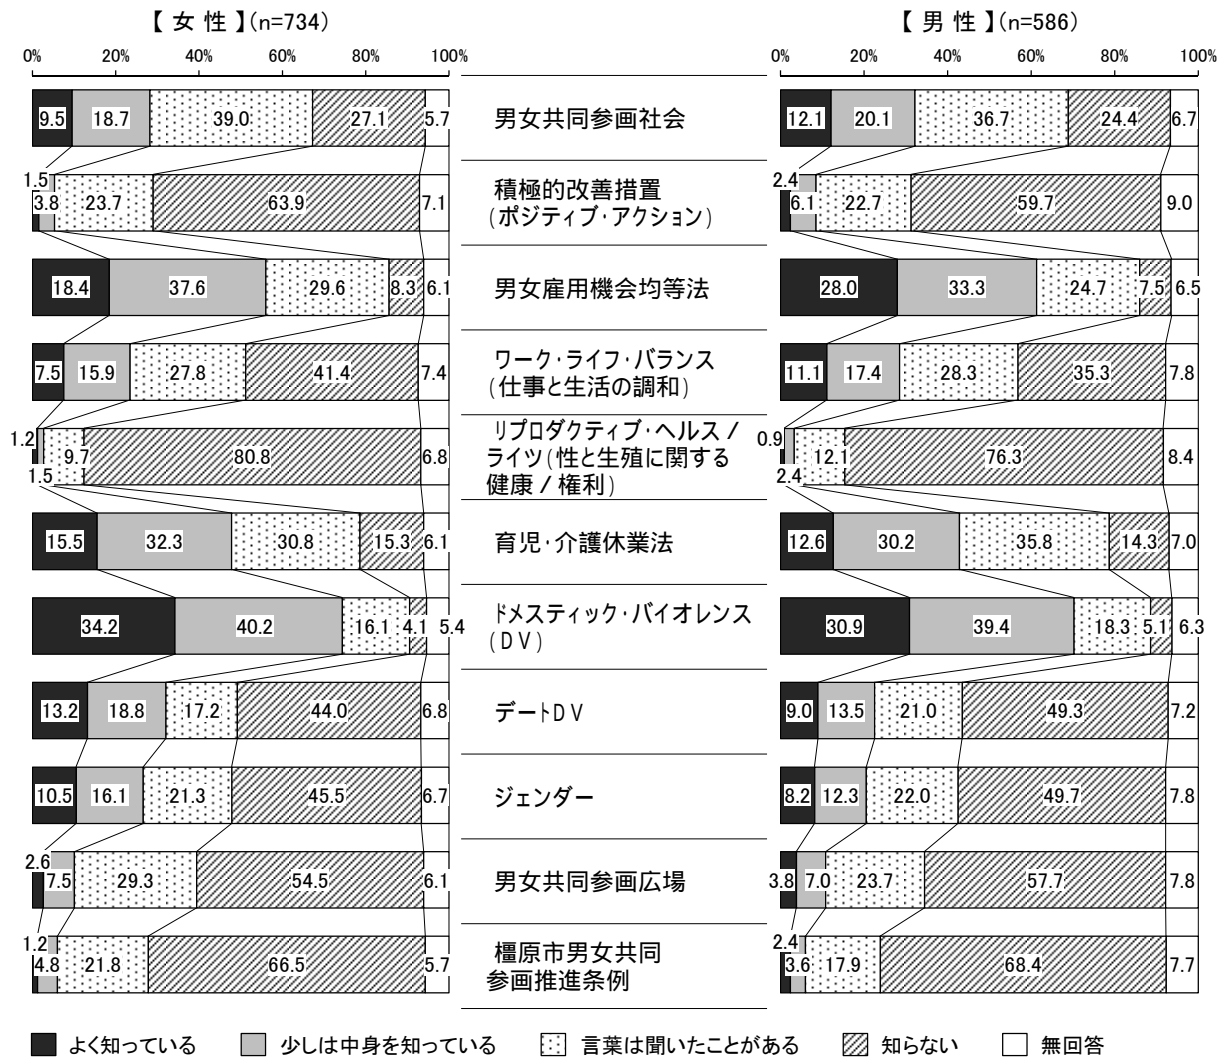 【 女 性 】(n=734)
【 男 性 】(n=586)
0% 20% 40% 60% 80% 100%
0% 20% 40% 60% 80% 100%
9.5 18.7 39.0 27.1 5.7
男女共同参画社会
12.1 20.1 36.7 24.4 6.7
1.5 3.8 23.7 63.9 7.1
積極的改善措置
(ポジティブ・アクション)
2.4 6.1 22.7 59.7 9.0
18.4 37.6 29.6 8.3 6.1
男女雇用機会均等法
28.0 33.3 24.7 7.5 6.5
7.5 15.9 27.8 41.4 7.4
ワーク・ライフ・バランス
(仕事と生活の調和)
11.1 17.4 28.3 35.3 7.8
1.2 1.5 9.7 80.8 6.8
リプロダクティブ・ヘルス/
ライツ(性と生殖に関する
健康/権利)
0.9 2.4 12.1 76.3 8.4
15.5 32.3 30.8 15.3 6.1
育児・介護休業法
12.6 30.2 35.8 14.3 7.0
34.2 40.2 16.1 4.1 5.4
ドメスティック・バイオレンス
(DV)
30.9 39.4 18.3 5.1 6.3
13.2 18.8 17.2 44.0 6.8
デートDV
9.0 13.5 21.0 49.3 7.2
10.5 16.1 21.3 45.5 6.7
ジェンダー
8.2 12.3 22.0 49.7 7.8
2.6 7.5 29.3 54.5 6.1
男女共同参画広場
3.8 7.0 23.7 57.7 7.8
1.2 4.8 21.8 66.5 5.7
橿原市男女共同
参画推進条例
2.4 3.6 17.9 68.4 7.7
よく知っている 少しは中身を知っている 言葉は聞いたことがある 知らない 無回答